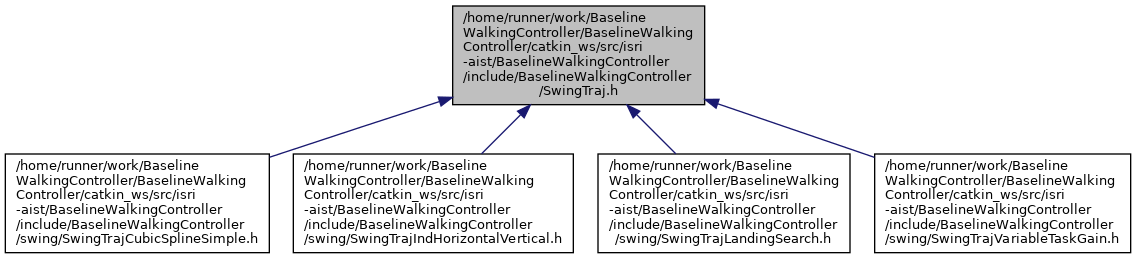 /home/runner/work/Baseline
WalkingController/BaselineWalking
Controller/catkin_ws/src/isri
-aist/BaselineWalkingController
/include/BaselineWalkingController
/SwingTraj.h
/home/runner/work/Baseline
WalkingController/BaselineWalking
Controller/catkin_ws/src/isri
-aist/BaselineWalkingController
/include/BaselineWalkingController
/swing/SwingTrajCubicSplineSimple.h
/home/runner/work/Baseline
WalkingController/BaselineWalking
Controller/catkin_ws/src/isri
-aist/BaselineWalkingController
/include/BaselineWalkingController
/swing/SwingTrajIndHorizontalVertical.h
/home/runner/work/Baseline
WalkingController/BaselineWalking
Controller/catkin_ws/src/isri
-aist/BaselineWalkingController
/include/BaselineWalkingController
/swing/SwingTrajLandingSearch.h
/home/runner/work/Baseline
WalkingController/BaselineWalking
Controller/catkin_ws/src/isri
-aist/BaselineWalkingController
/include/BaselineWalkingController
/swing/SwingTrajVariableTaskGain.h